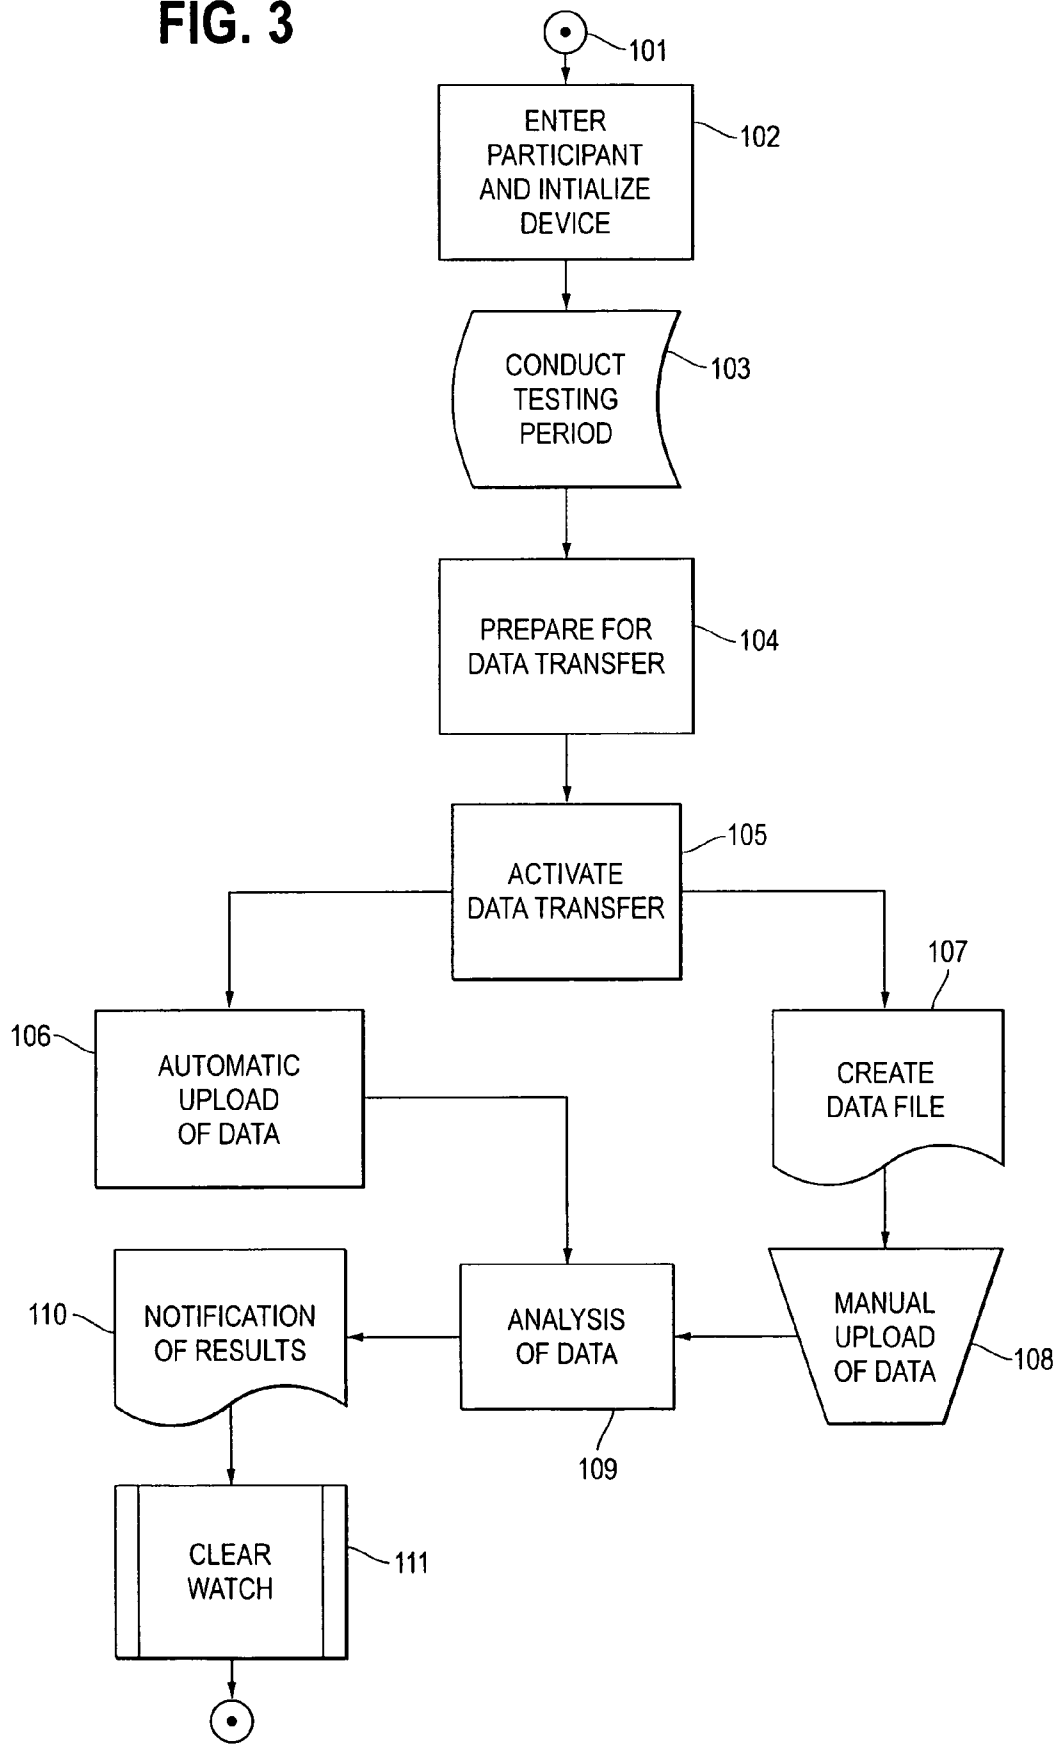 FIG. 3
101
ENTER
PARTICIPANT
AND INTIALIZE
DEVICE
102
CONDUCT
TESTING
PERIOD
103
PREPARE FOR
DATA TRANSFER
104
ACTIVATE
DATA TRANSFER
105
106
AUTOMATIC
UPLOAD
OF DATA
107
CREATE
DATA FILE
MANUAL
UPLOAD
OF DATA
108
ANALYSIS
OF DATA
109
110
NOTIFICATION
OF RESULTS
CLEAR
WATCH
111